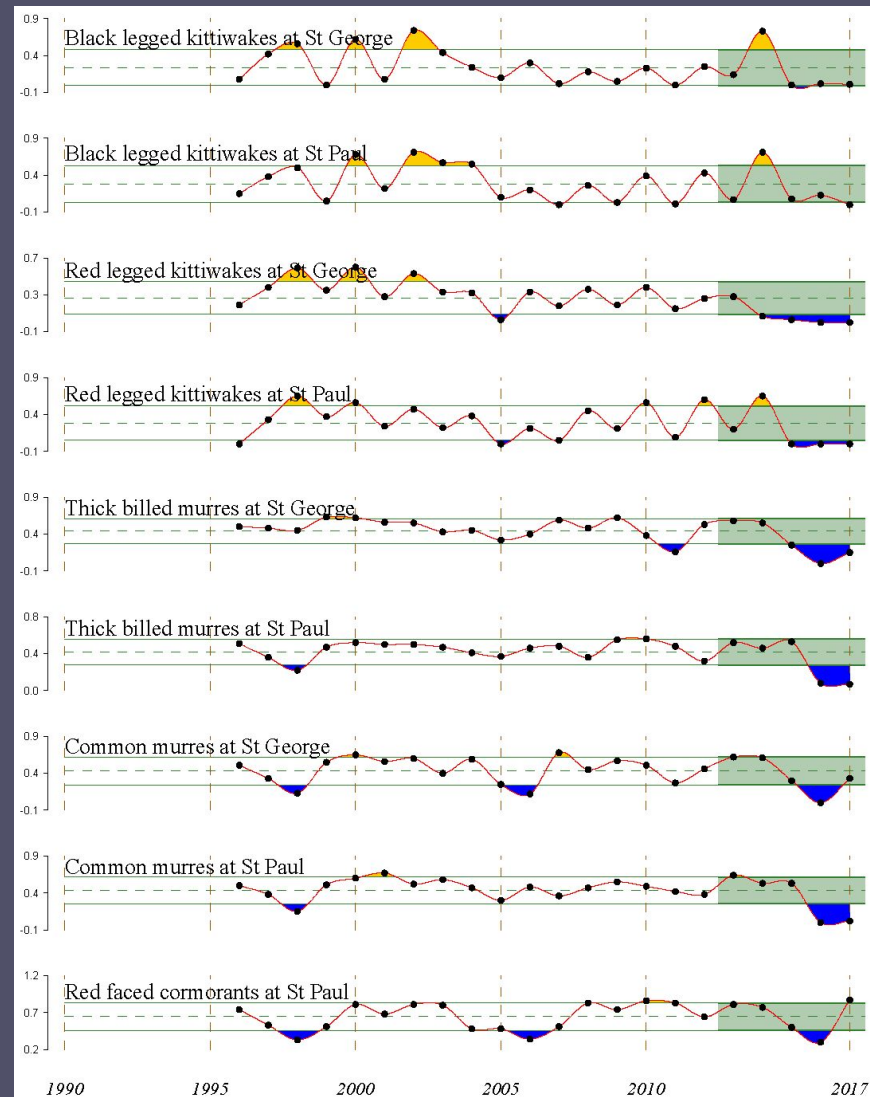 0.9
Black legged kittiwakes at St George
0.4
-0.1
0.9
Black legged kittiwakes at St Paul
0.4
-0.1
0.7
Red legged kittiwakes at St George
0.3
-0.1
0.9
Red legged kittiwakes at St Paul
0.4
-0.1
0.9
Thick billed murres at St George
0.4
-0.1
0.8
Thick billed murres at St Paul
0.4
0.0
0.9
Common murres at St George
0.4
-0.1
0.9
Common murres at St Paul
0.4
-0.1
1.2
Red faced cormorants at St Paul
0.7
0.2
1990 1995 2000 2005 2010 2017